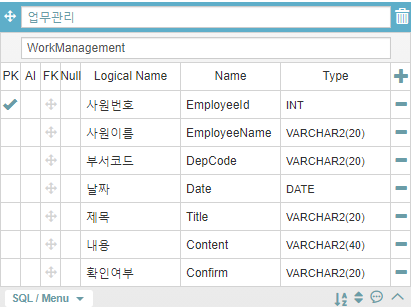 업무관리
WorkManagement
PK AI FK Null Logical Name Name Type
사원번호 EmployeeId INT
사원이름 EmployeeName VARCHAR2(20)
부서코드 DepCode VARCHAR2(20)
날짜 Date DATE
제목 Title VARCHAR2(20)
내용 Content VARCHAR2(40)
확인여부 Confirm VARCHAR2(20)
SQL / Menu